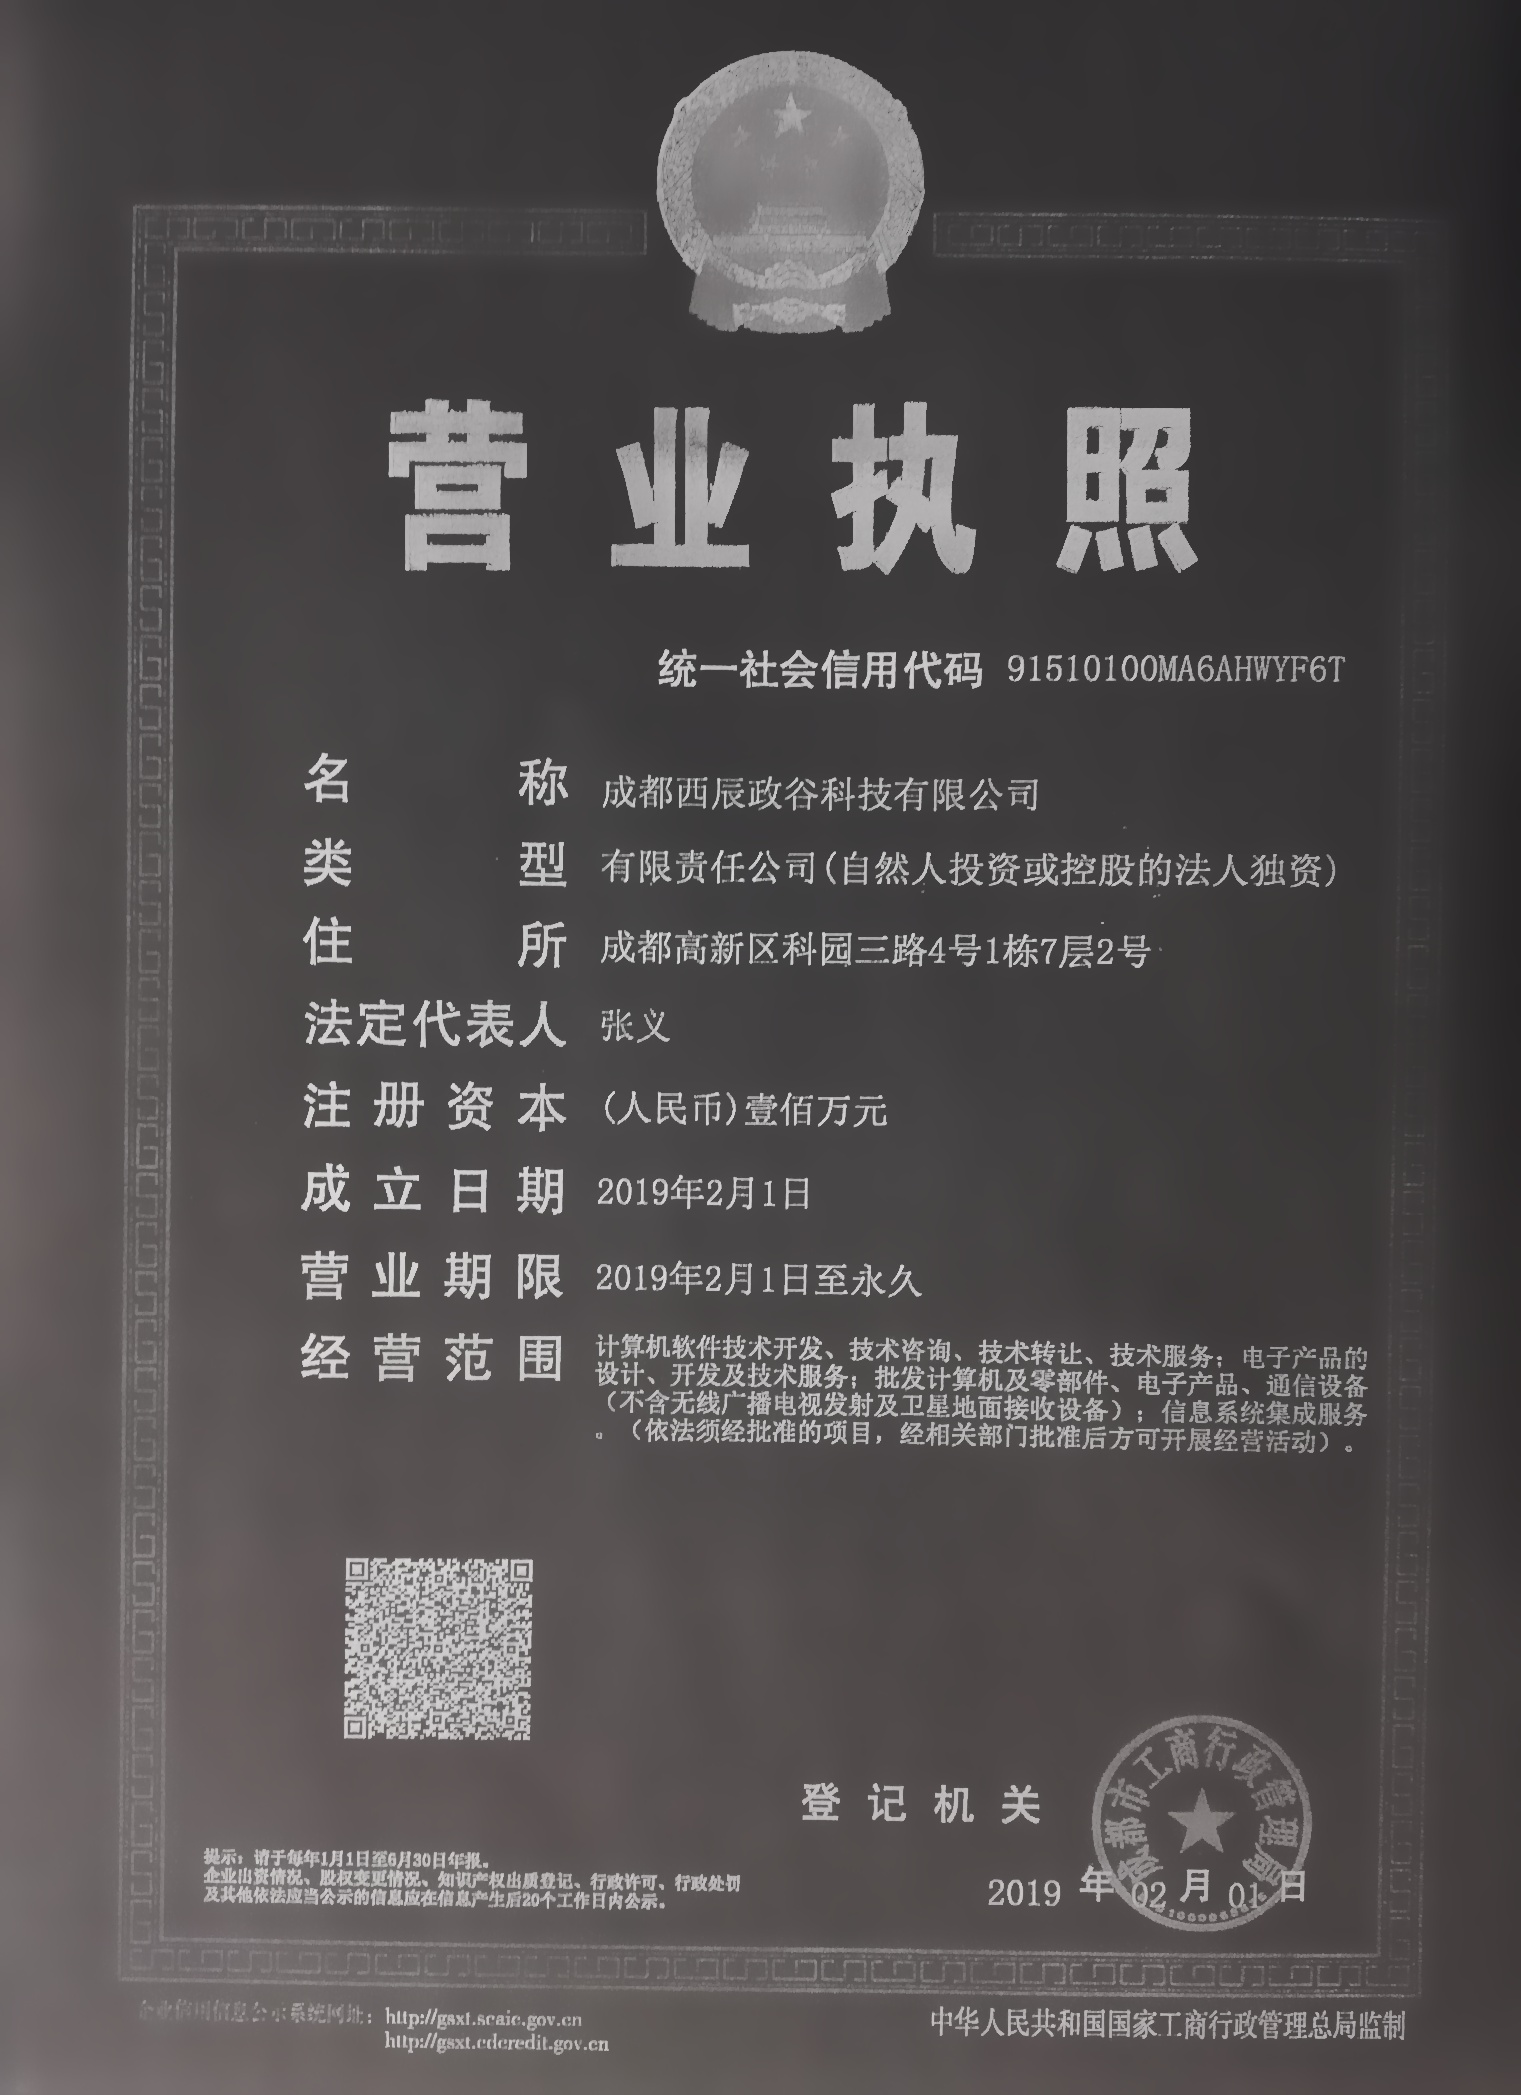 营业执照
统一社会信用代码 91510100MA6AHWYF6T
名称 成都西辰政谷科技有限公司
类型 有限责任公司(自然人投资或控股的法人独资)
住所 成都高新区科园三路4号1栋7层2号
法定代表人 张义
注册资本 (人民币)壹佰万元
成立日期 2019年2月1日
营业期限 2019年2月1日至永久
经营范围 计算机软件技术开发、技术咨询、技术转让、技术服务；电子产品的
设计、开发及技术服务；批发计算机及零部件、电子产品、通信设备
（不含无线广播电视发射及卫星地面接收设备）；信息系统集成服务
。（依法须经批准的项目，经相关部门批准后方可开展经营活动）。
登记机关
成都市工商行政管理局
2019年02月01日
提示：请于每年1月1日至6月30日年报。
企业出资情况、股权变更情况、知识产权出质登记、行政许可、行政处罚
及其他依法应当公示的信息应在信息产生后20个工作日内公示。
企业信用信息公示系统网址：http://gsxt.scaic.gov.cn
http://gsxt.cdcredit.gov.cn
中华人民共和国国家工商行政管理总局监制